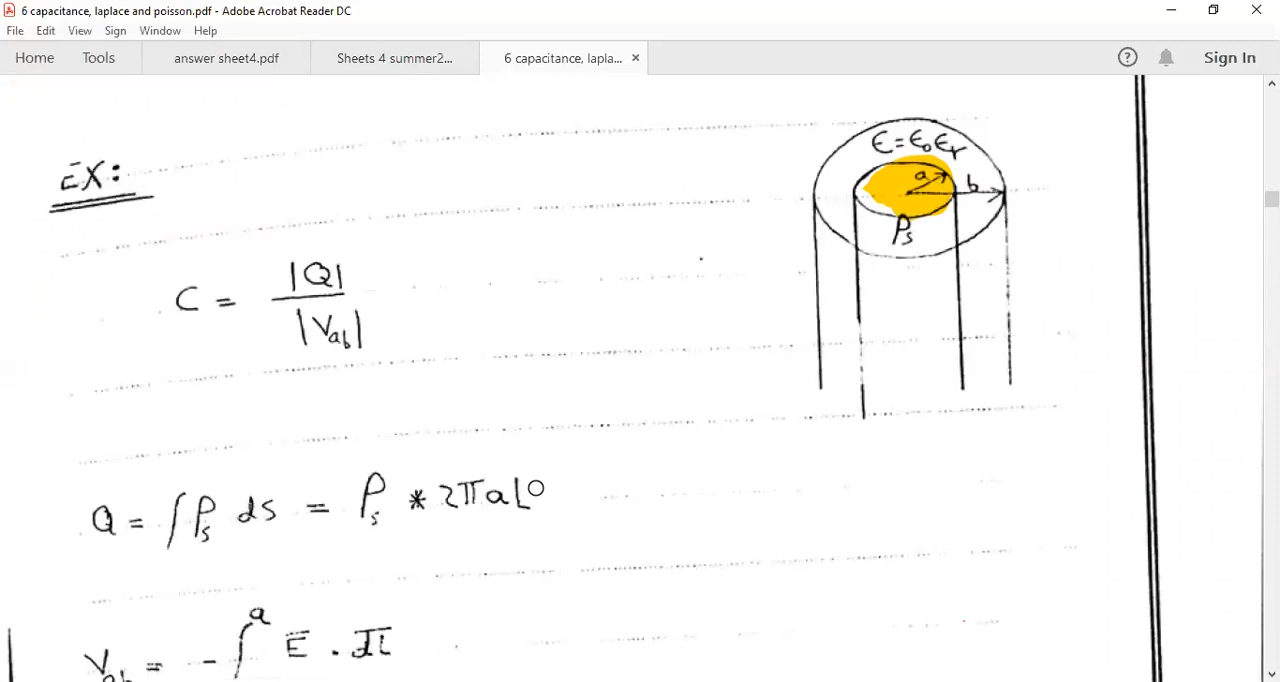 6 capacitance, laplace and poisson.pdf - Adobe Acrobat Reader DC
File Edit View Sign Window Help
Home Tools answer sheet4.pdf Sheets 4 summr2... 6 capacitance, lapla... × ? Sign In
EX:
ε=ε₀εᵣ
a
b
ρₛ
C = |Q| / |Vab|
Q = ∫ ρₛ ds = ρₛ * 2πaL
Vab = - ∫ᵃ E . dl